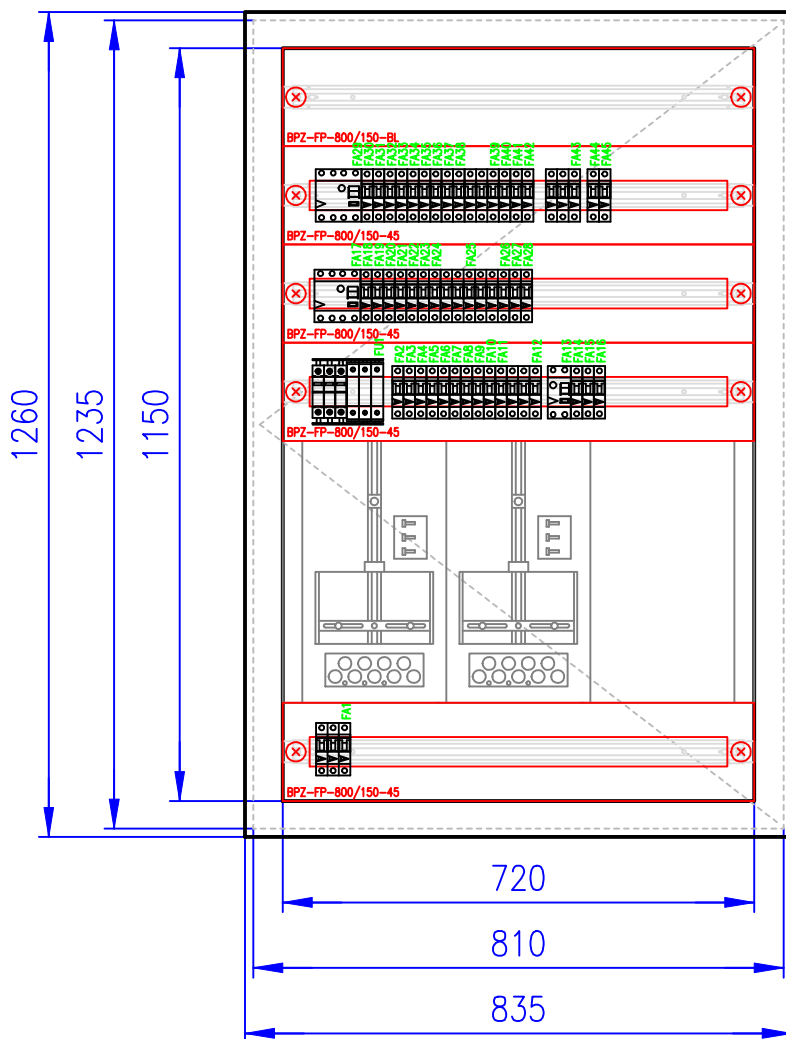 BPZ-FP-800/150-BL
FA29 FA30 FA31 FA32 FA33 FA34 FA35 FA36 FA37 FA38 FA39 FA40 FA41 FA42 FA43 FA44 FA45
BPZ-FP-800/150-45
FA17 FA18 FA19 FA20 FA21 FA22 FA23 FA24 FA25 FA26 FA27 FA28
BPZ-FP-800/150-45
FU1 FA2 FA3 FA4 FA5 FA6 FA7 FA8 FA9 FA10 FA11 FA12 FA13 FA14 FA15 FA16
BPZ-FP-800/150-45
1260
1235
1150
FA1
BPZ-FP-800/150-45
720
810
835